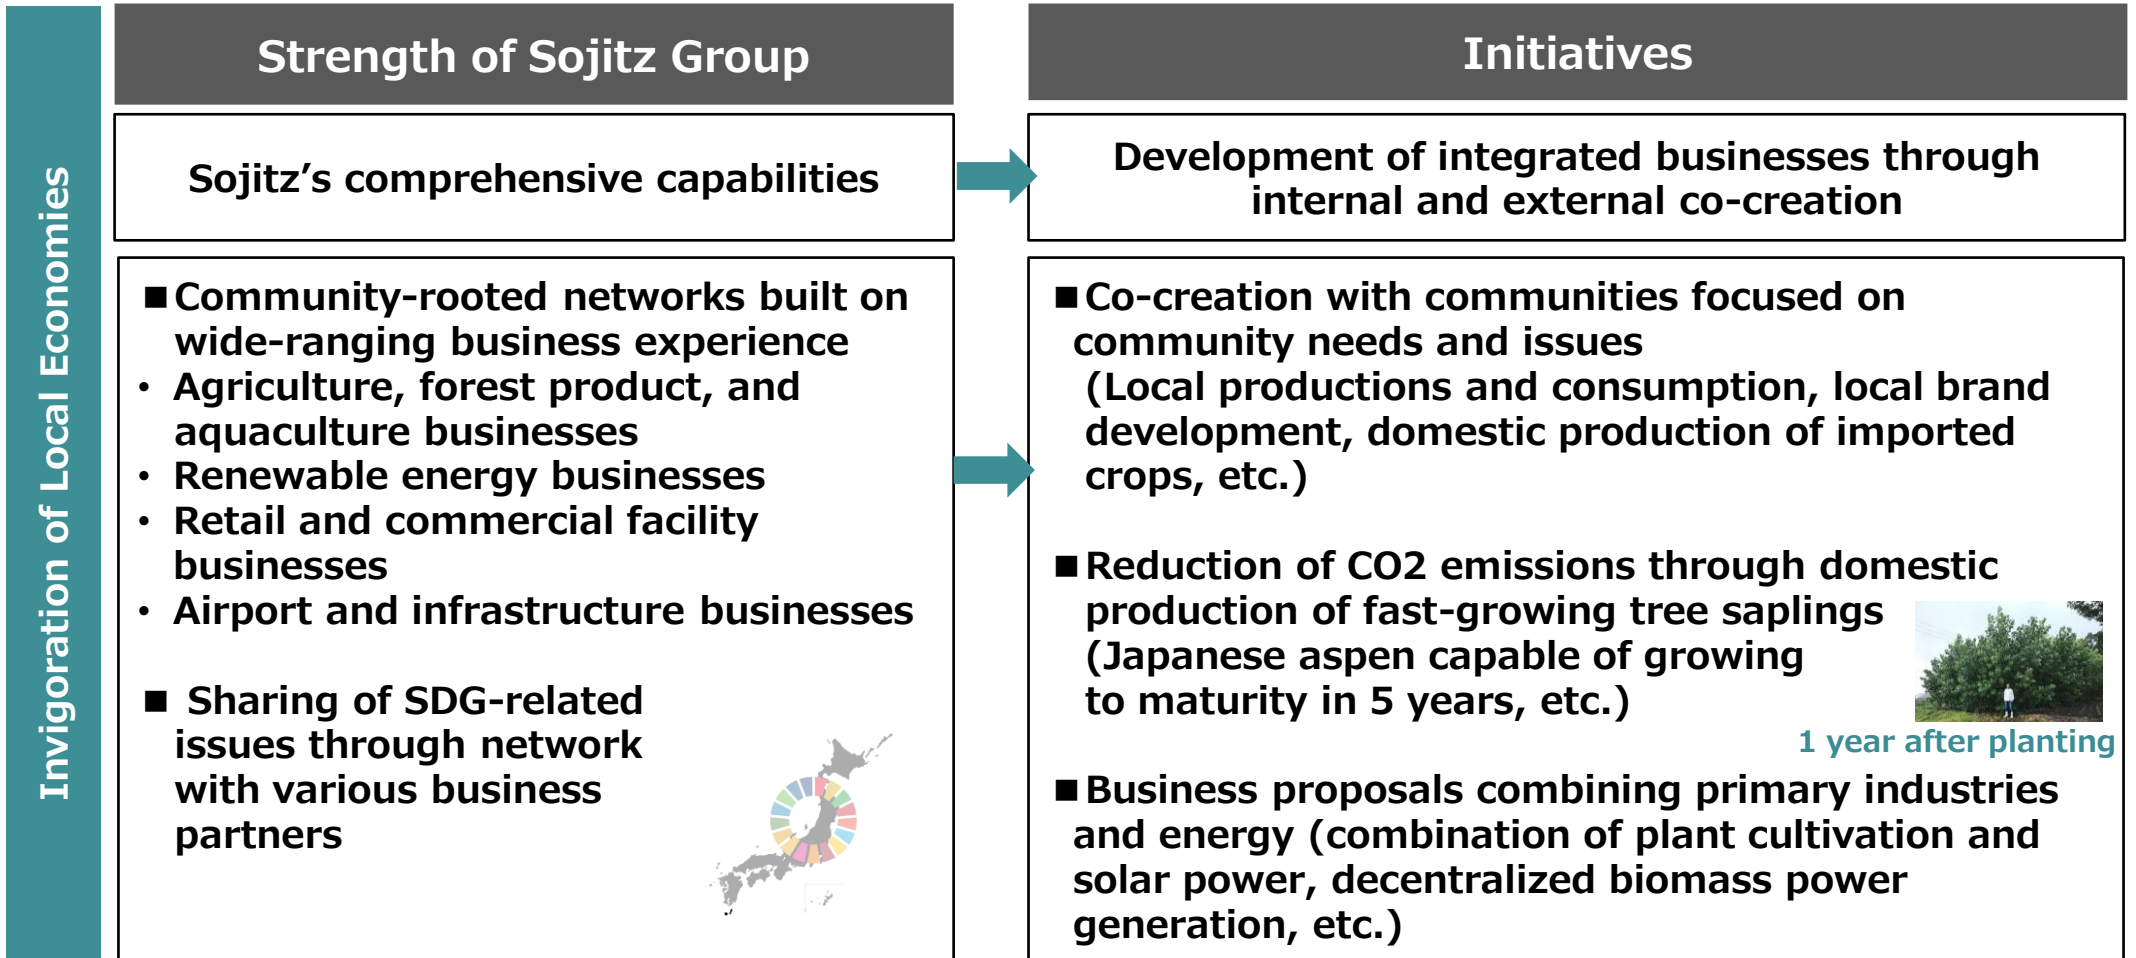 Invigoration of Local Economies
Strength of Sojitz Group
Sojitz’s comprehensive capabilities
■Community-rooted networks built on
wide-ranging business experience
・ Agriculture, forest product, and
aquaculture businesses
・ Renewable energy businesses
・ Retail and commercial facility
businesses
・ Airport and infrastructure businesses
■ Sharing of SDG-related
issues through network
with various business
partners
Initiatives
Development of integrated businesses through
internal and external co-creation
■Co-creation with communities focused on
community needs and issues
(Local productions and consumption, local brand
development, domestic production of imported
crops, etc.)
■Reduction of CO2 emissions through domestic
production of fast-growing tree saplings
(Japanese aspen capable of growing
to maturity in 5 years, etc.)
1 year after planting
■Business proposals combining primary industries
and energy (combination of plant cultivation and
solar power, decentralized biomass power
generation, etc.)